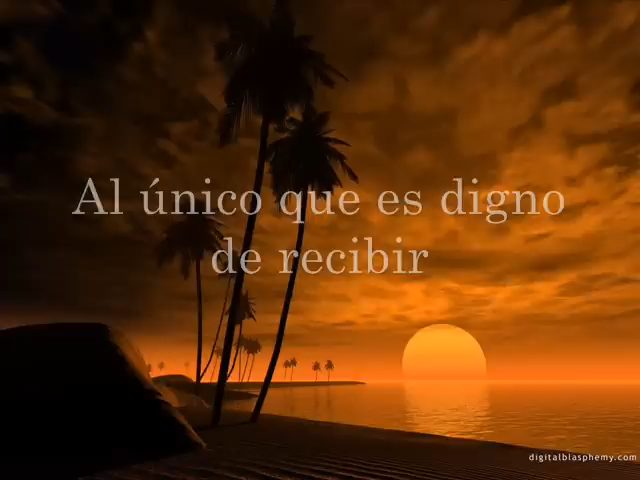 Al único que es digno
de recibir
digitalblasphemy.com